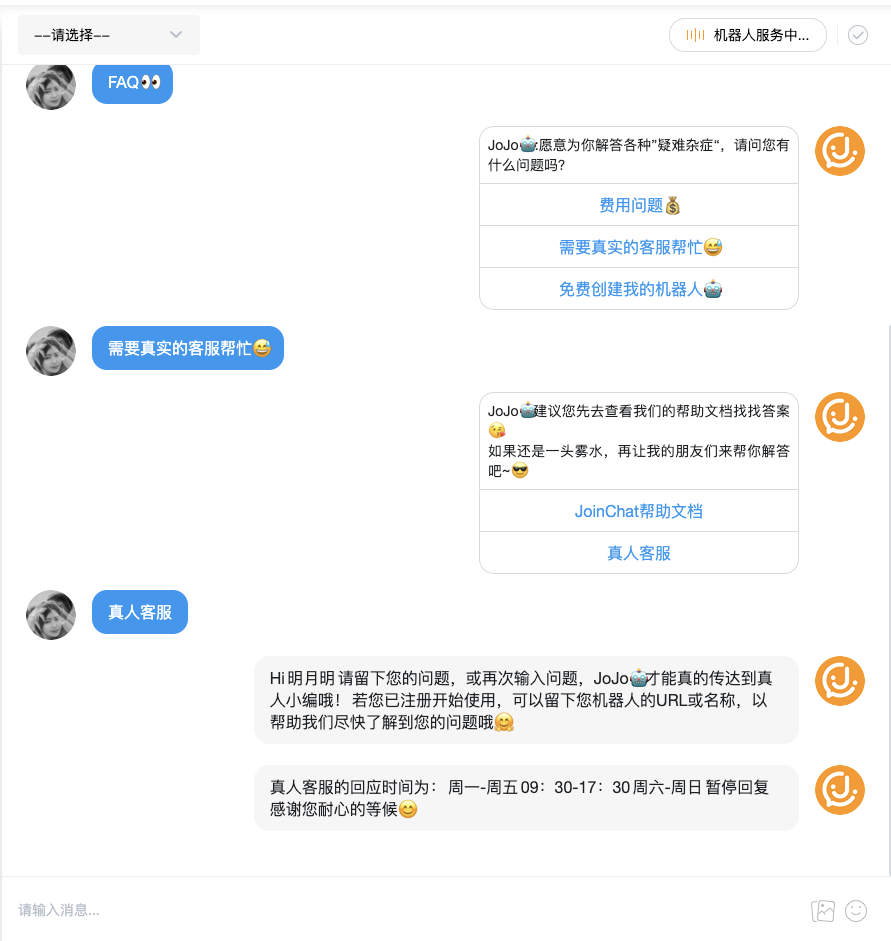 --请选择--
机器人服务中...
FAQ👀
JoJo🤖:愿意为你解答各种”疑难杂症“，请问您有
什么问题吗?
费用问题💰
需要真实的客服帮忙😅
免费创建我的机器人🤖
需要真实的客服帮忙😅
JoJo🤖建议您先去查看我们的帮助文档找找答案
😘
如果还是一头雾水，再让我的朋友们来帮你解答
吧~😎
JoinChat帮助文档
真人客服
真人客服
Hi 明月明 请留下您的问题，或再次输入问题，JoJo🤖才能真的传达到真
人小编哦！ 若您已注册开始使用，可以留下您机器人的URL或名称，以
帮助我们尽快了解到您的问题哦🤗
真人客服的回应时间为： 周一-周五 09：30-17：30 周六-周日 暂停回复
感谢您耐心的等候😊
请输入消息...